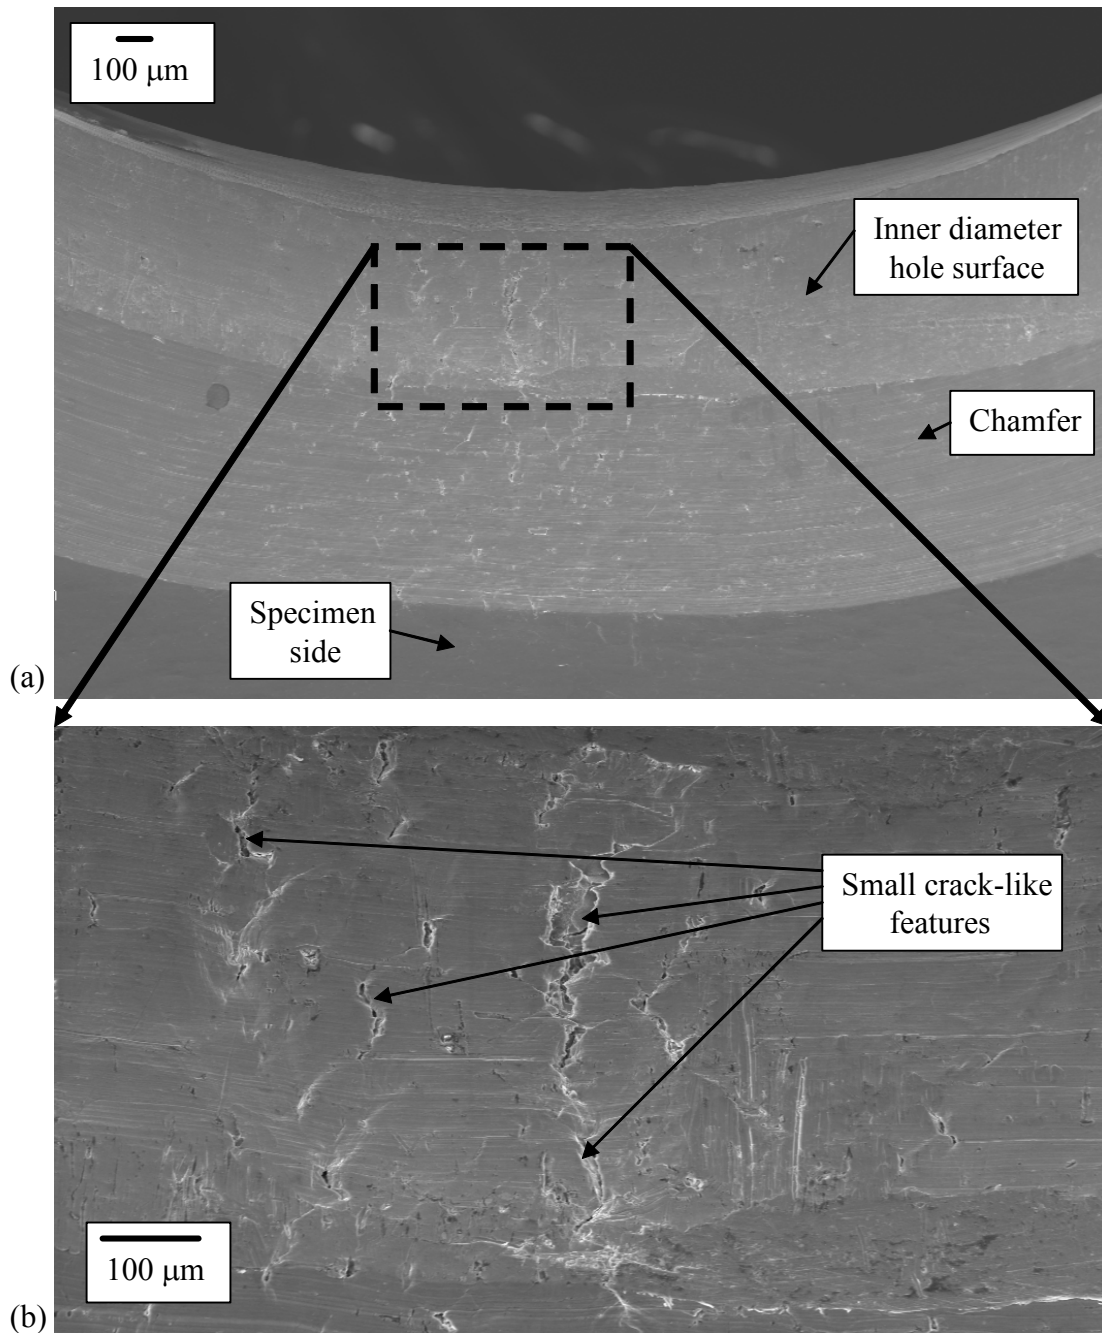 100 μm
Inner diameter
hole surface
Chamfer
Specimen
side
(a)
Small crack-like
features
100 μm
(b)